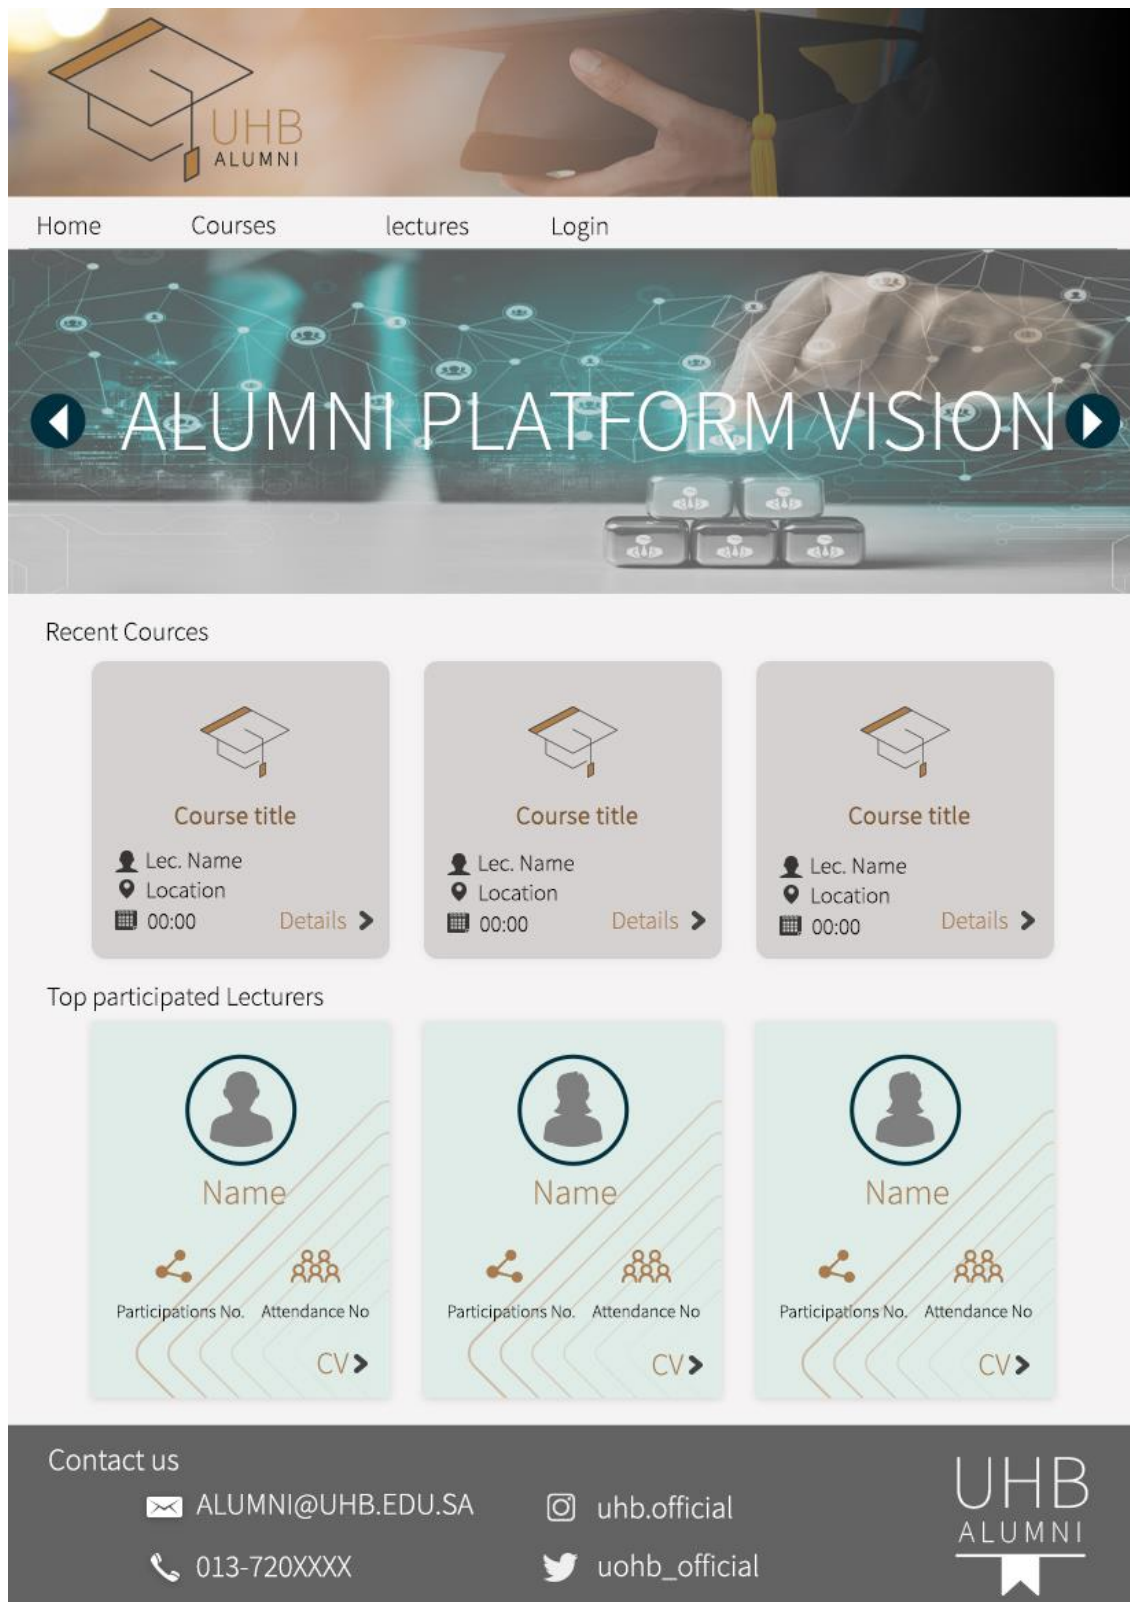 UHB
ALUMNI
Home Courses lectures Login
ALUMNI PLATFORM VISION
Recent Cources
Course title
Lec. Name
Location
00:00 Details
Course title
Lec. Name
Location
00:00 Details
Course title
Lec. Name
Location
00:00 Details
Top participated Lecturers
Name
Participations No. Attendance No
CV
Name
Participations No. Attendance No
CV
Name
Participations No. Attendance No
CV
Contact us
ALUMNI@UHB.EDU.SA
013-720XXXX
uhb.official
uohb_official
UHB
ALUMNI